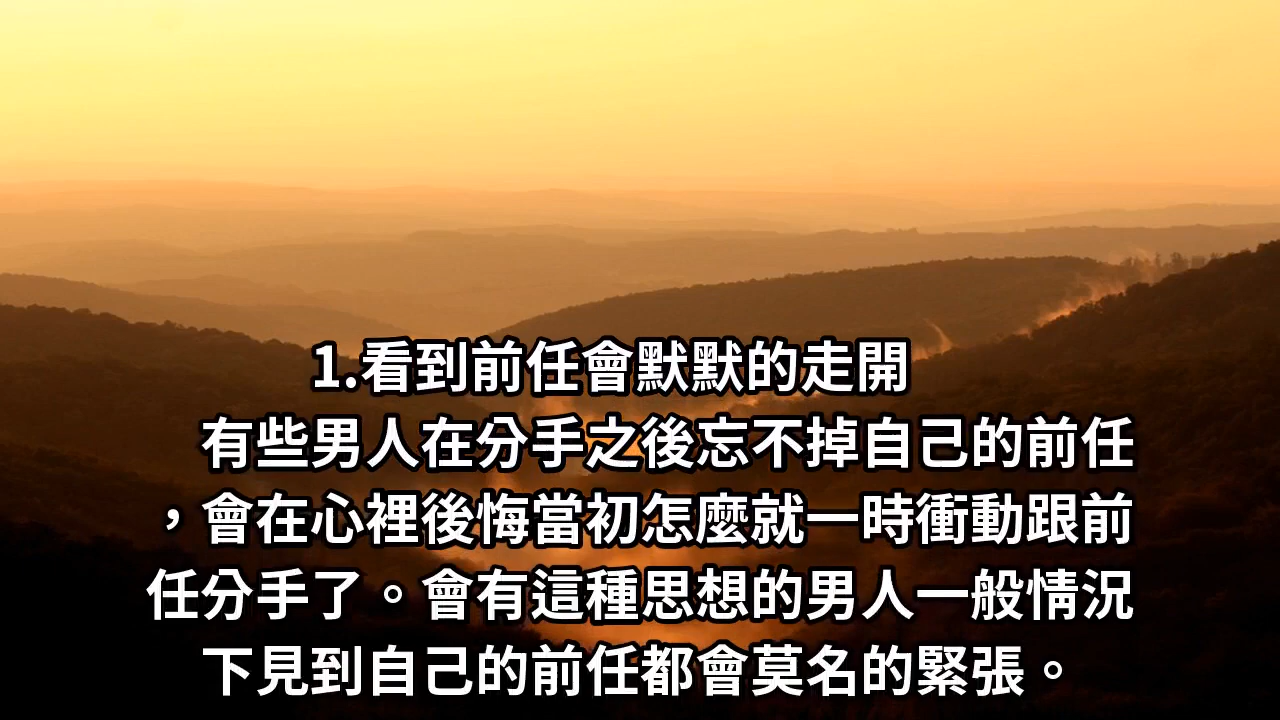 1.看到前任會默默的走開
有些男人在分手之後忘不掉自己的前任
，會在心裡後悔當初怎麼就一時衝動跟前
任分手了。會有這種思想的男人一般情況
下見到自己的前任都會莫名的緊張。